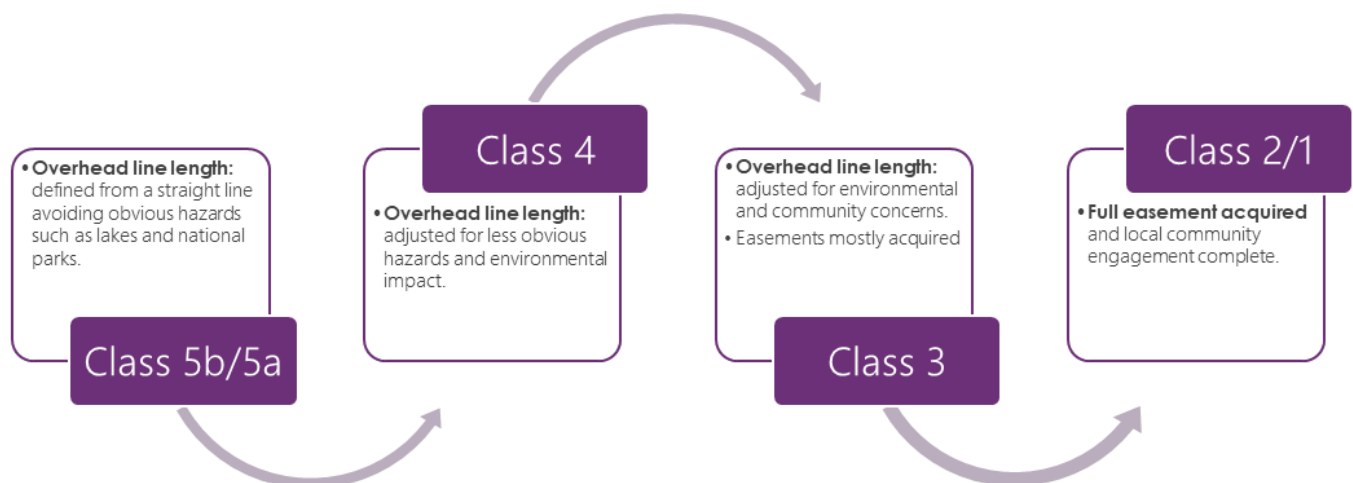 • Overhead line length:
defined from a straight line
avoiding obvious hazards
such as lakes and national
parks.
Class 5b/5a
Class 4
• Overhead line length:
adjusted for less obvious
hazards and environmental
impact.
• Overhead line length:
adjusted for environmental
and community concerns.
• Easements mostly acquired
Class 3
Class 2/1
• Full easement acquired
and local community
engagement complete.